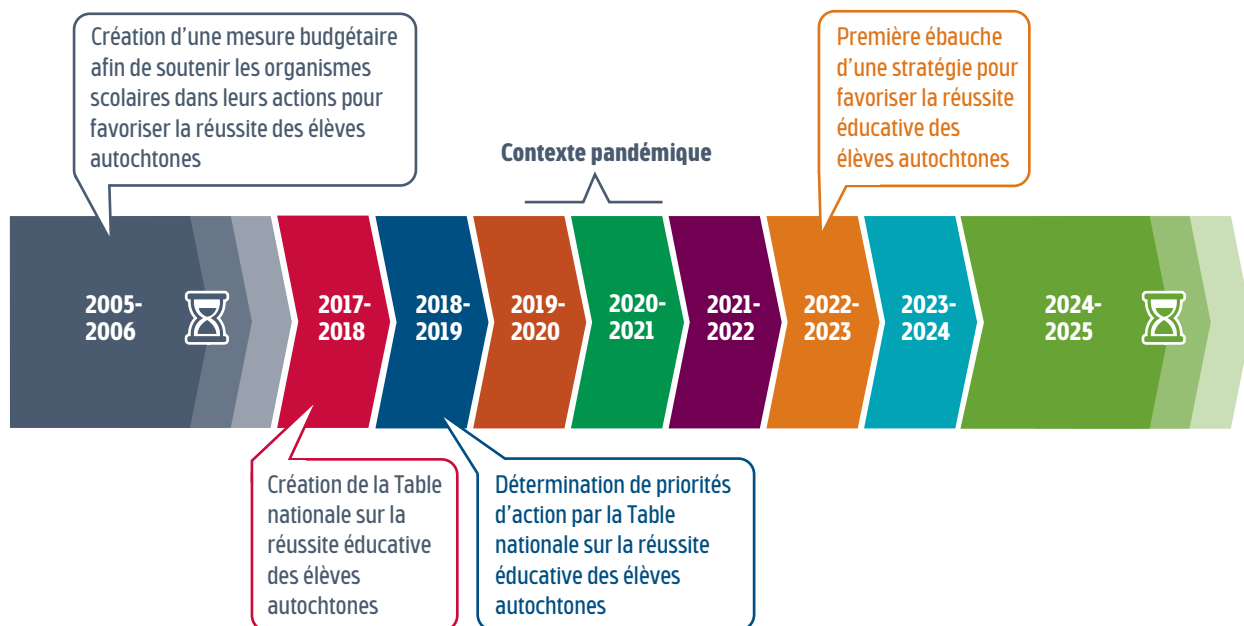 Création d’une mesure budgétaire
afin de soutenir les organismes
scolaires dans leurs actions pour
favoriser la réussite des élèves
autochtones
Première ébauche
d’une stratégie pour
favoriser la réussite
éducative des
élèves autochtones
Contexte pandémique
2005-
2006
2017-
2018
2018-
2019
2019-
2020
2020-
2021
2021-
2022
2022-
2023
2023-
2024
2024-
2025
Création de la Table
nationale sur la
réussite éducative
des élèves
autochtones
Détermination de priorités
d’action par la Table
nationale sur la réussite
éducative des élèves
autochtones